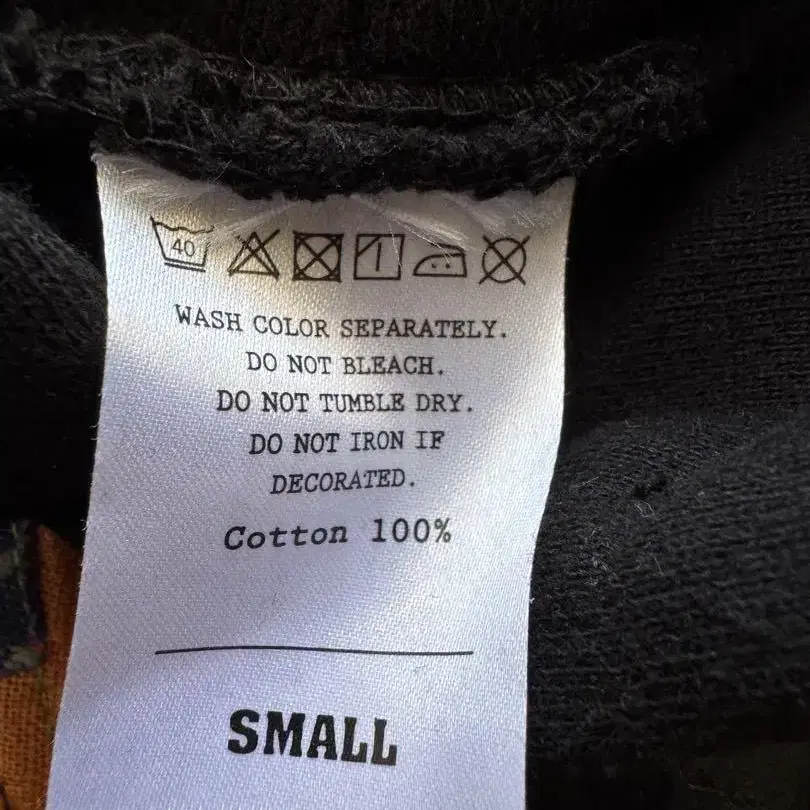 40
WASH COLOR SEPARATELY.
DO NOT BLEACH.
DO NOT TUMBLE DRY.
DO NOT IRON IF
DECORATED.
Cotton 100%
SMALL